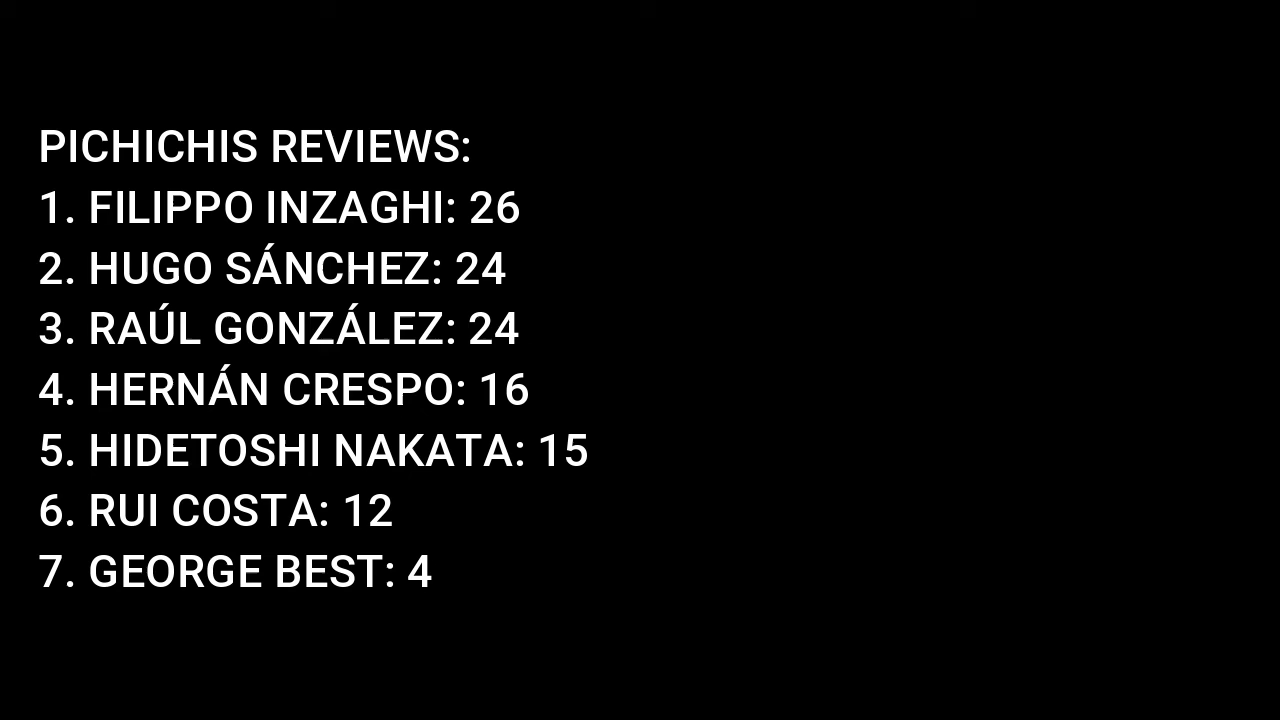 PICHICHIS REVIEWS:
1. FILIPPO INZAGHI: 26
2. HUGO SÁNCHEZ: 24
3. RAÚL GONZÁLEZ: 24
4. HERNÁN CRESPO: 16
5. HIDETOSHI NAKATA: 15
6. RUI COSTA: 12
7. GEORGE BEST: 4